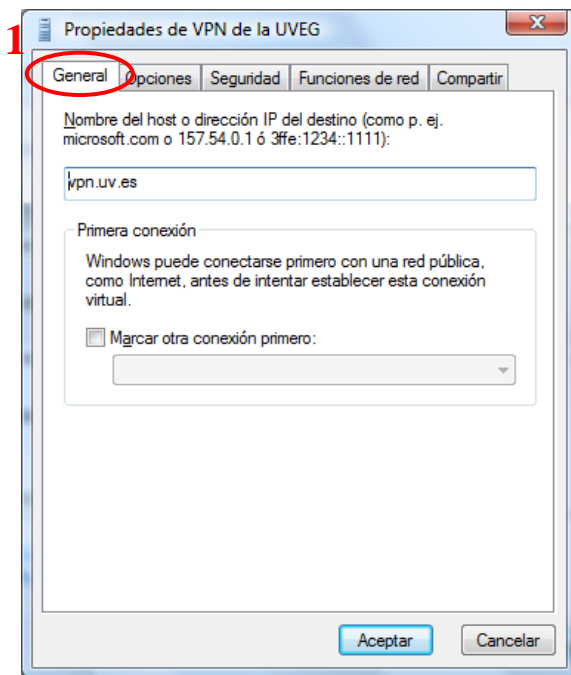 1
Propiedades de VPN de la UVEG
General Opciones Seguridad Funciones de red Compartir
Nombre del host o dirección IP del destino (como p. ej.
microsoft.com o 157.54.0.1 ó 3ffe:1234::1111):
vpn.uv.es
Primera conexión
Windows puede conectarse primero con una red pública,
como Internet, antes de intentar establecer esta conexión
virtual.
Marcar otra conexión primero:
Aceptar Cancelar